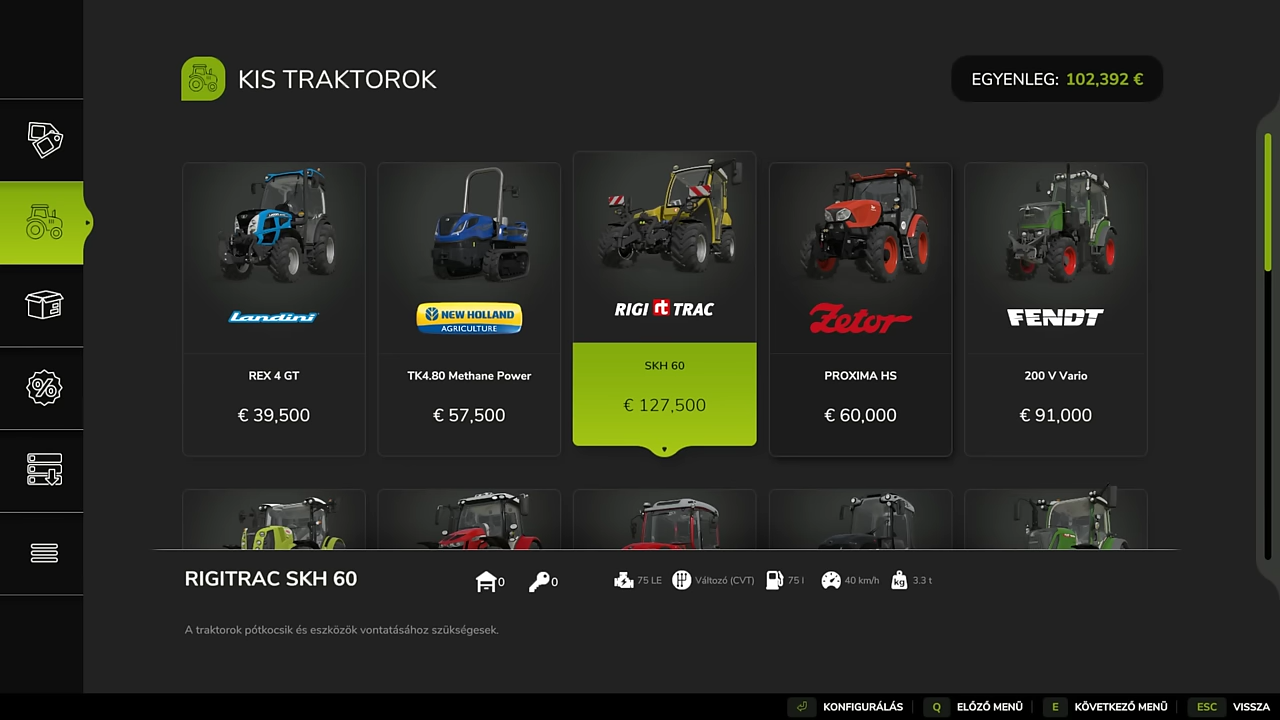 KIS TRAKTOROK
EGYENLEG: 102,392 €
Landini
NEW HOLLAND
AGRICULTURE
RIGI rt TRAC
Zetor
FENDT
REX 4 GT
TK4.80 Methane Power
SKH 60
PROXIMA HS
200 V Vario
€ 39,500
€ 57,500
€ 127,500
€ 60,000
€ 91,000
RIGITRAC SKH 60
0
0
75 LE
Változó (CVT)
75 l
40 km/h
kg
3.3 t
A traktorok pótkocsik és eszközök vontatásához szükségesek.
KONFIGURÁLÁS
Q ELŐZŐ MENÜ
E KÖVETKEZŐ MENÜ
ESC VISSZA